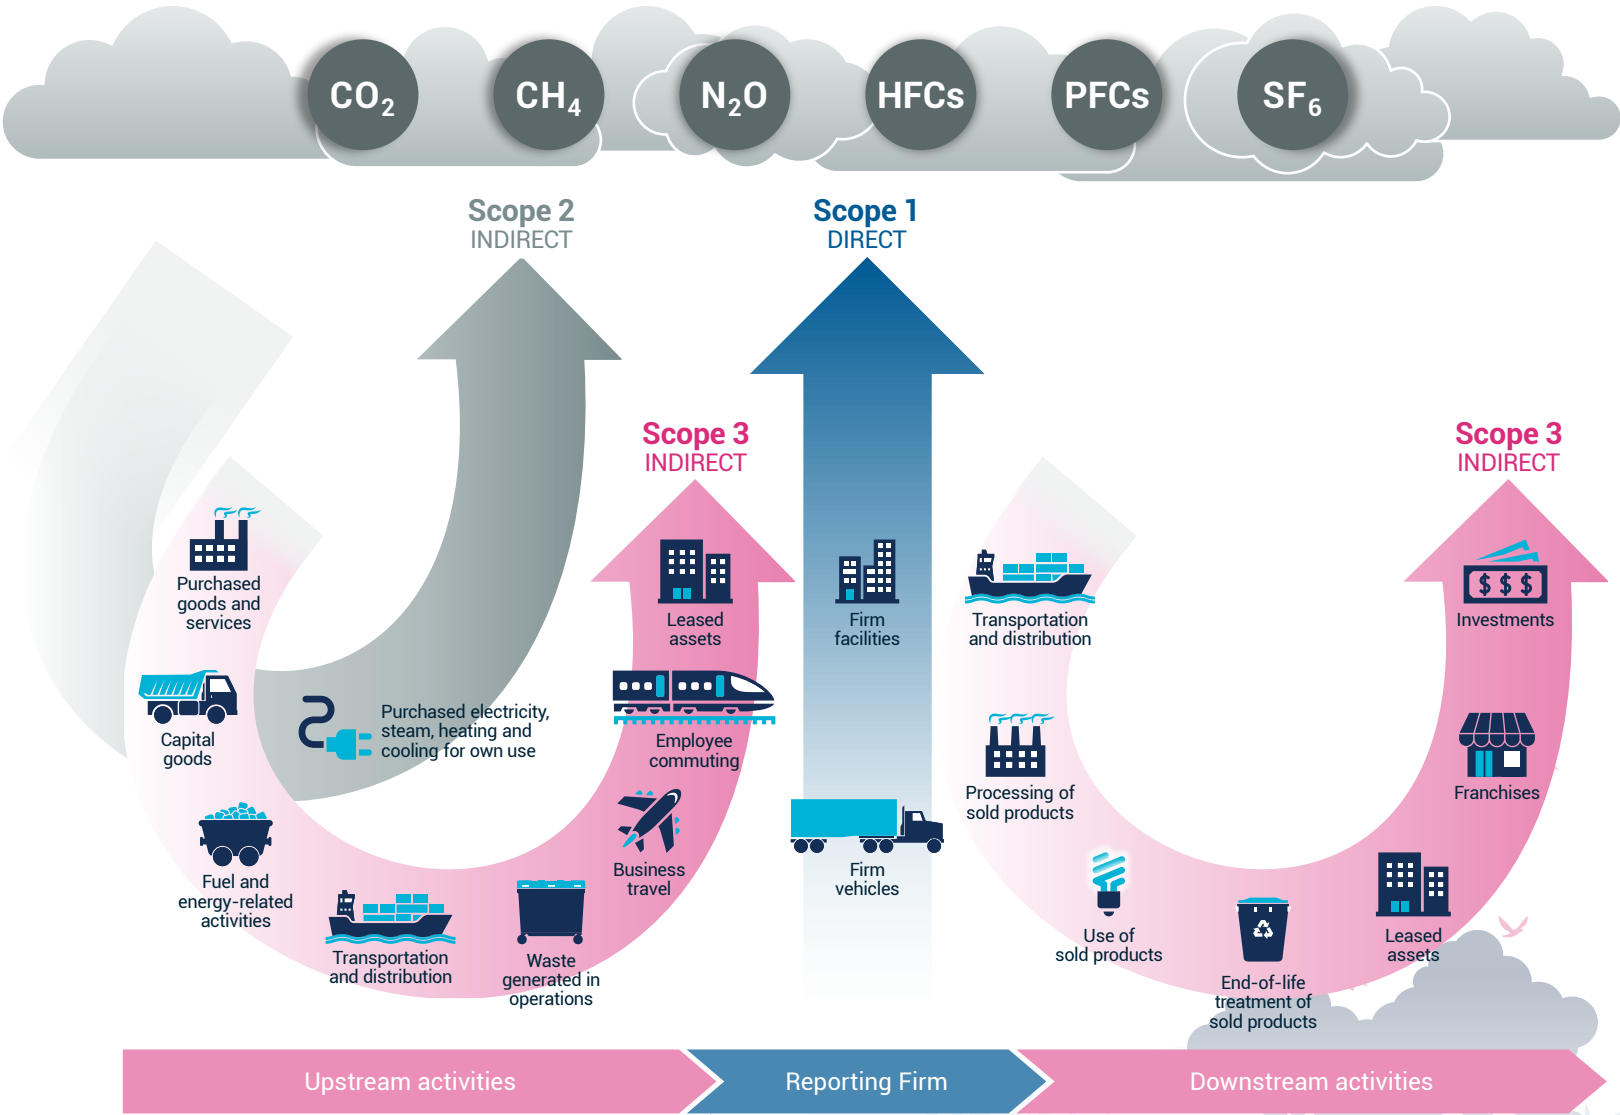 CO₂
CH₄
N₂O
HFCs
PFCs
SF₆
Scope 2
INDIRECT
Scope 1
DIRECT
Scope 3
INDIRECT
Scope 3
INDIRECT
Purchased
goods and
services
Capital
goods
Fuel and
energy-related
activities
Transportation
and distribution
Waste
generated in
operations
Business
travel
Employee
commuting
Leased
assets
Purchased electricity,
steam, heating and
cooling for own use
Firm
facilities
Firm
vehicles
Transportation
and distribution
Processing of
sold products
Use of
sold products
End-of-life
treatment of
sold products
Leased
assets
Franchises
$ $ $
Investments
Upstream activities
Reporting Firm
Downstream activities